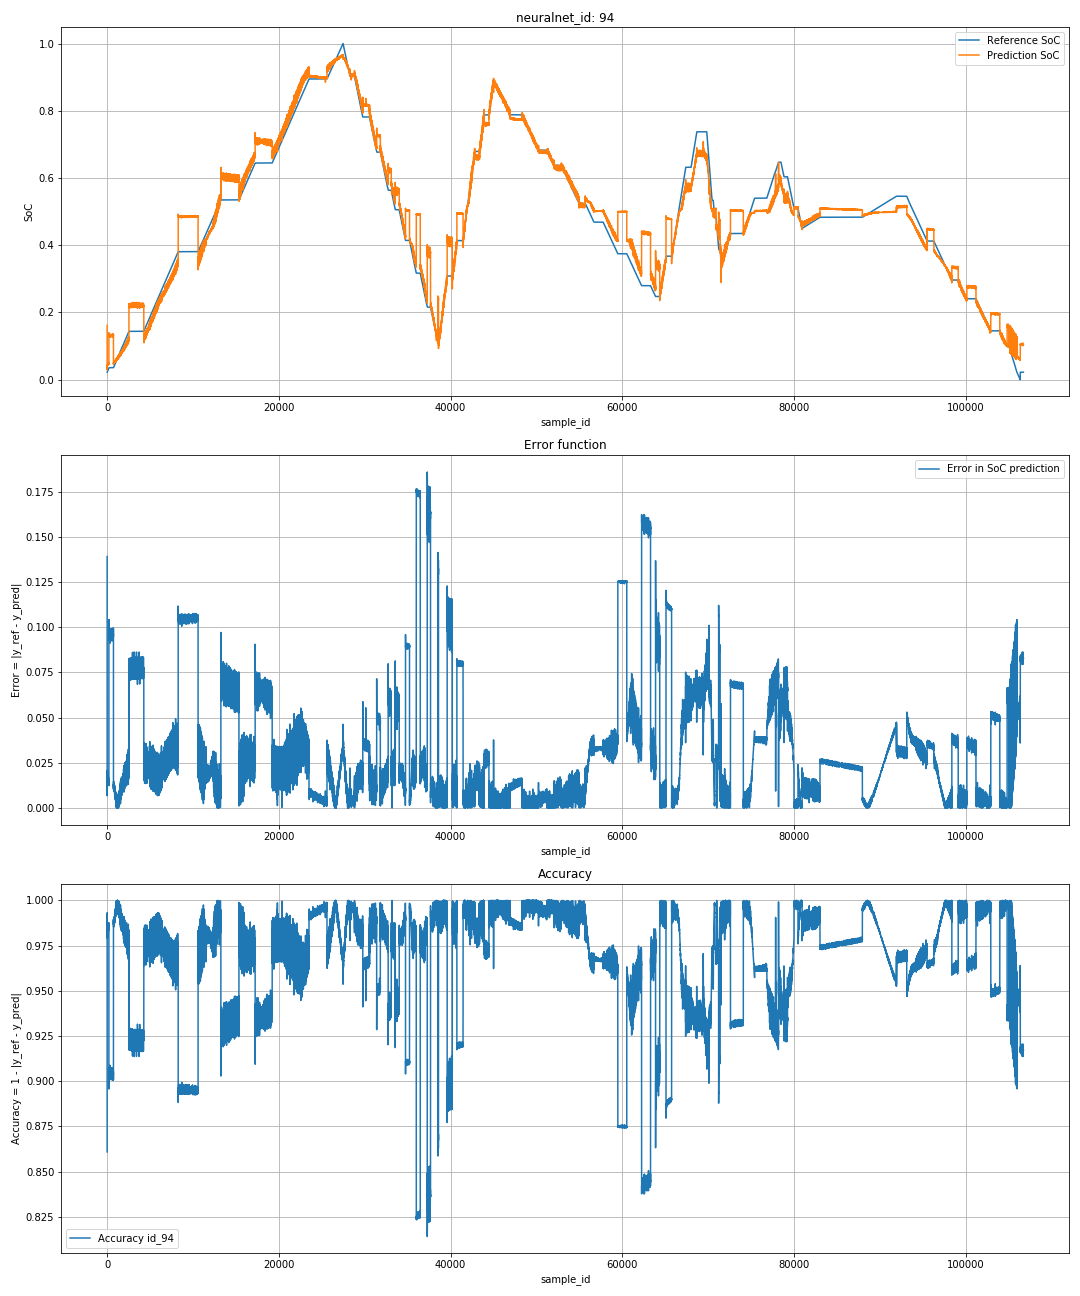 neuralnet_id: 94
Reference SoC
Prediction SoC
SoC
1.0
0.8
0.6
0.4
0.2
0.0
0 20000 40000 60000 80000 100000
sample_id
Error function
Error in SoC prediction
Error = |y_ref - y_pred|
0.175
0.150
0.125
0.100
0.075
0.050
0.025
0.000
0 20000 40000 60000 80000 100000
sample_id
Accuracy
Accuracy = 1 - |y_ref - y_pred|
1.000
0.975
0.950
0.925
0.900
0.875
0.850
0.825
Accuracy id_94
0 20000 40000 60000 80000 100000
sample_id